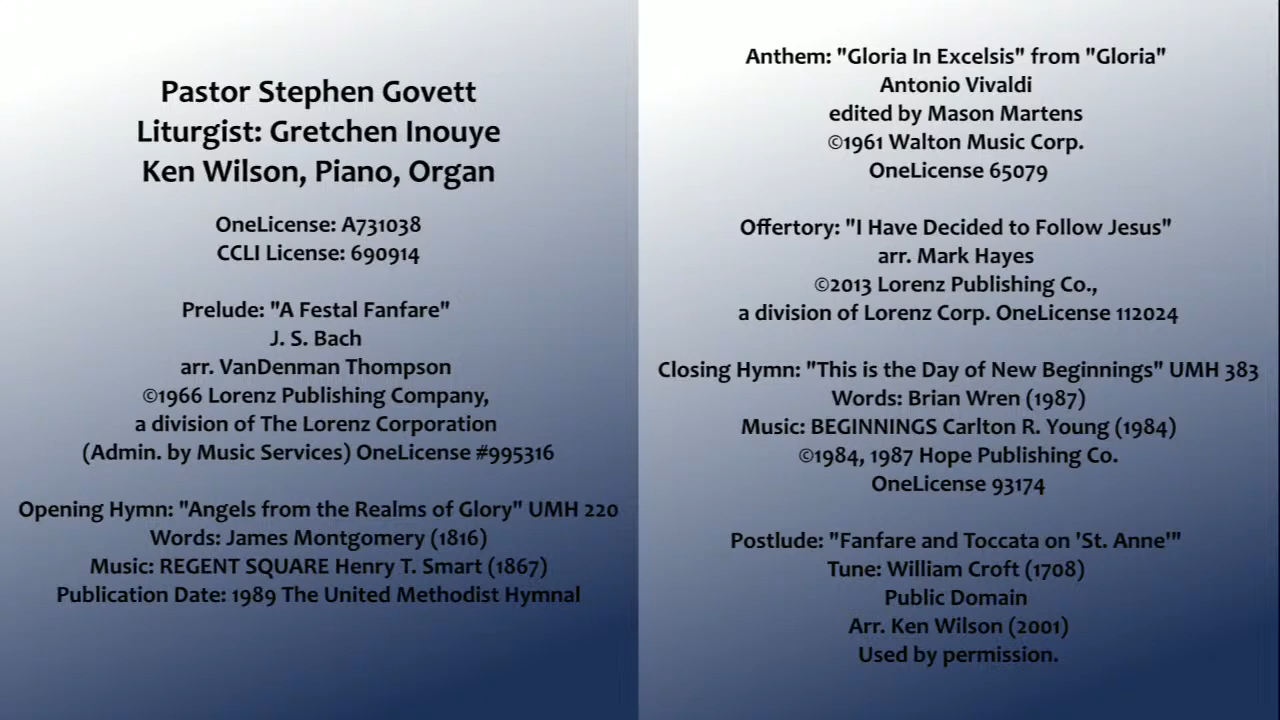 Pastor Stephen Govett
Liturgist: Gretchen Inouye
Ken Wilson, Piano, Organ
OneLicense: A731038
CCLI License: 690914
Prelude: "A Festal Fanfare"
J. S. Bach
arr. VanDenman Thompson
©1966 Lorenz Publishing Company,
a division of The Lorenz Corporation
(Admin. by Music Services) OneLicense #995316
Opening Hymn: "Angels from the Realms of Glory" UMH 220
Words: James Montgomery (1816)
Music: REGENT SQUARE Henry T. Smart (1867)
Publication Date: 1989 The United Methodist Hymnal
Anthem: "Gloria In Excelsis" from "Gloria"
Antonio Vivaldi
edited by Mason Martens
©1961 Walton Music Corp.
OneLicense 65079
Offertory: "I Have Decided to Follow Jesus"
arr. Mark Hayes
©2013 Lorenz Publishing Co.,
a division of Lorenz Corp. OneLicense 112024
Closing Hymn: "This is the Day of New Beginnings" UMH 383
Words: Brian Wren (1987)
Music: BEGINNINGS Carlton R. Young (1984)
©1984, 1987 Hope Publishing Co.
OneLicense 93174
Postlude: "Fanfare and Toccata on 'St. Anne'"
Tune: William Croft (1708)
Public Domain
Arr. Ken Wilson (2001)
Used by permission.